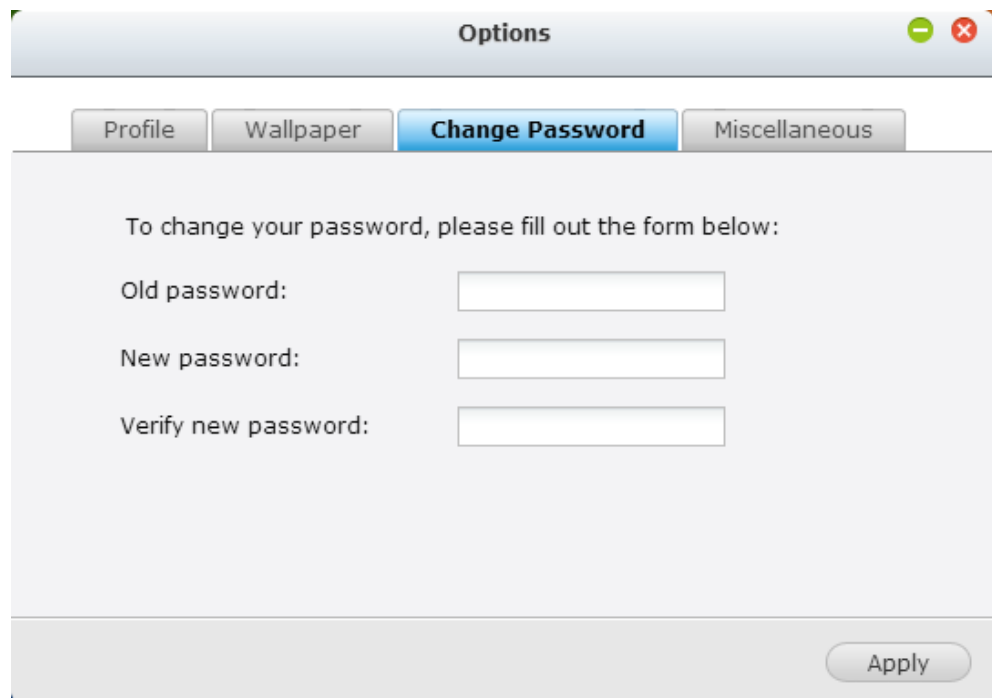 Options
Profile Wallpaper Change Password Miscellaneous
To change your password, please fill out the form below:
Old password:
New password:
Verify new password:
Apply